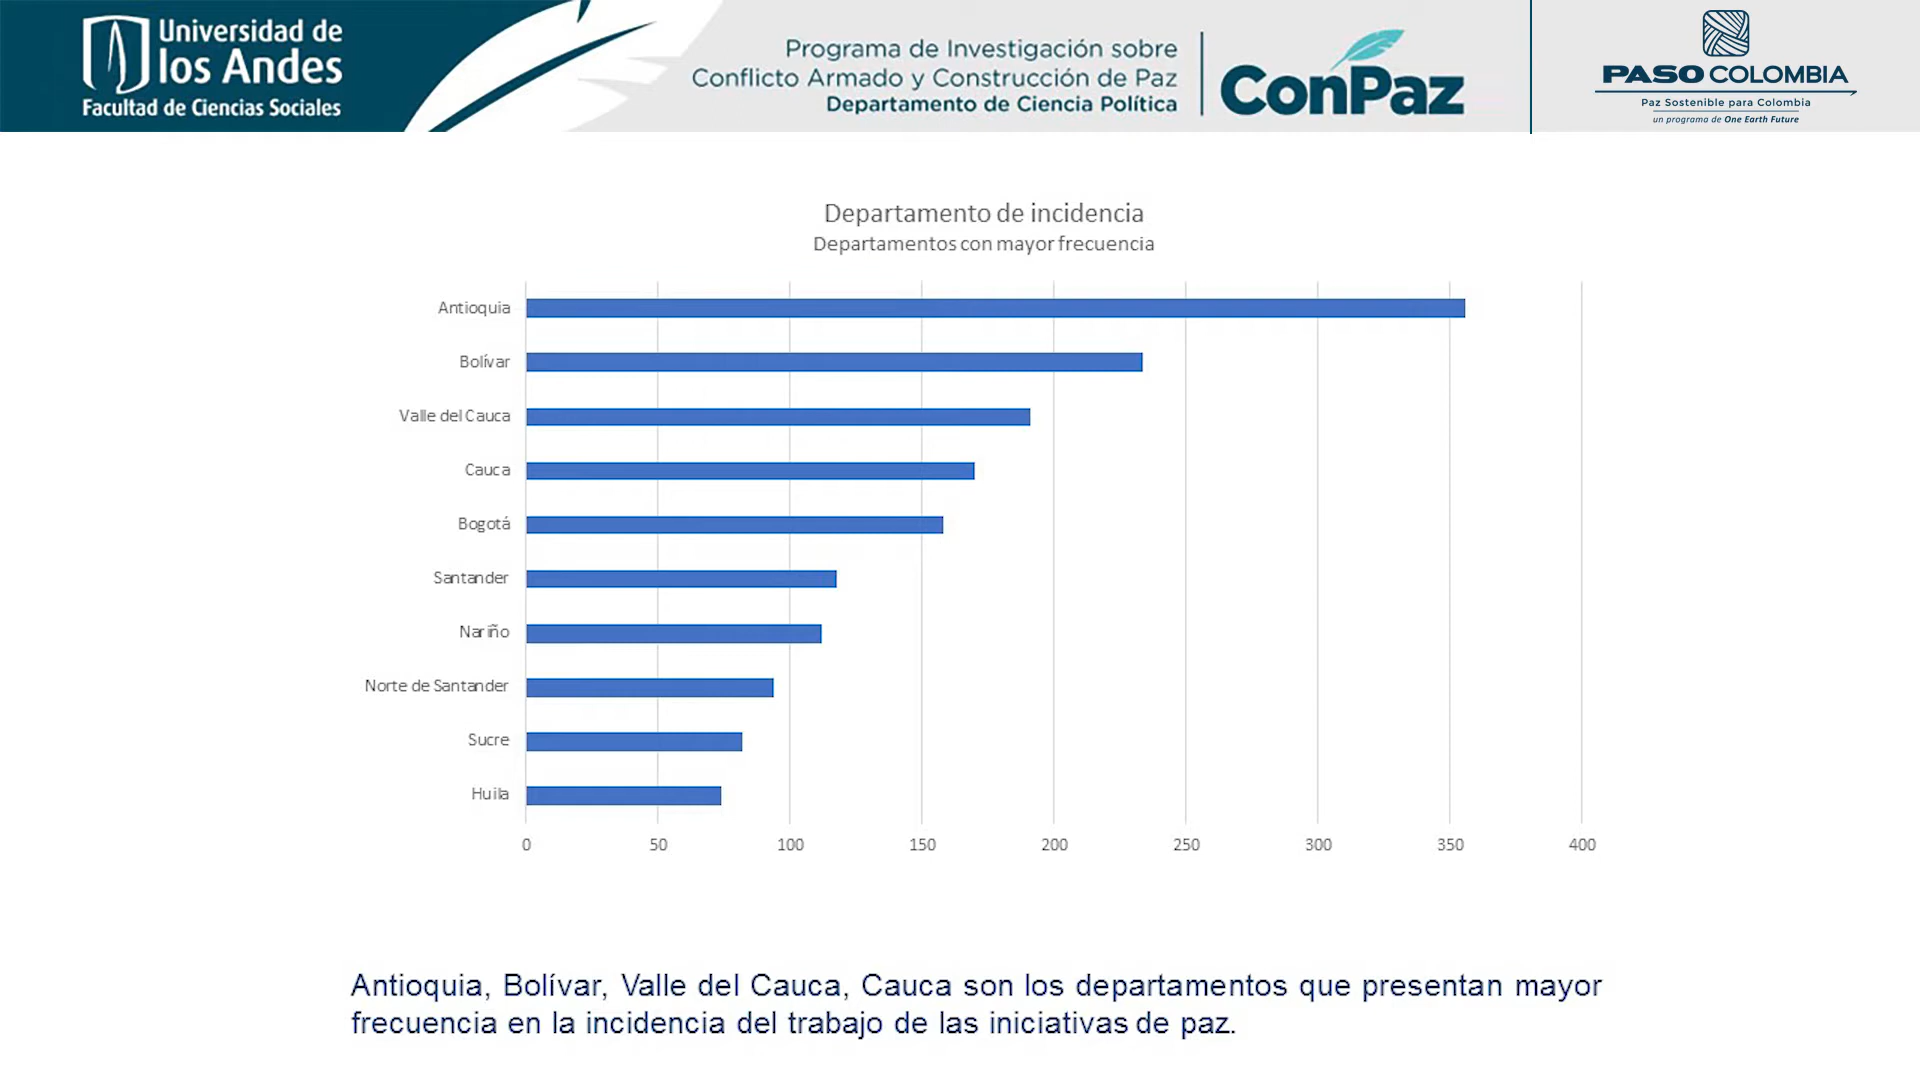 Universidad de
los Andes
Facultad de Ciencias Sociales
Programa de Investigación sobre
Conflicto Armado y Construcción de Paz
Departamento de Ciencia Política
ConPaz
PASO COLOMBIA
Paz Sostenible para Colombia
un programa de One Earth Future
Departamento de incidencia
Departamentos con mayor frecuencia
Antioquia
Bolívar
Valle del Cauca
Cauca
Bogotá
Santander
Nariño
Norte de Santander
Sucre
Huila
0 50 100 150 200 250 300 350 400
Antioquia, Bolívar, Valle del Cauca, Cauca son los departamentos que presentan mayor
frecuencia en la incidencia del trabajo de las iniciativas de paz.